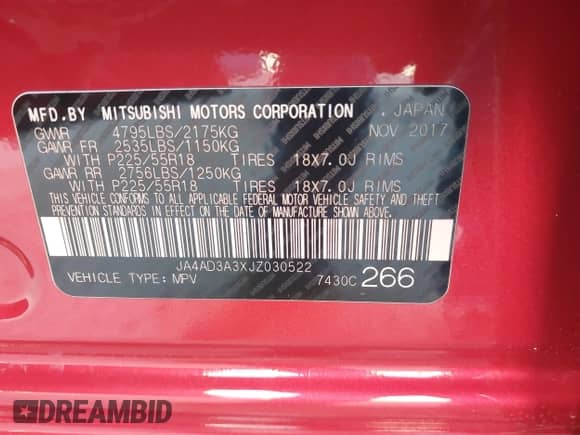 MFD.BY MITSUBISHI MOTORS CORPORATION . JAPAN
GVWR 4795LBS/2175KG NOV 2017
GAWR FR 2535LBS/1150KG
WITH P225/55R18 TIRES 18X7.0J RIMS
GAWR RR 2756LBS/1250KG
WITH P225/55R18 TIRES 18X7.0J RIMS
THIS VEHICLE CONFORMS TO ALL APPLICABLE FEDERAL MOTOR VEHICLE SAFETY AND THEFT
PREVENTION STANDARDS IN EFFECT ON THE DATE OF MANUFACTURE SHOWN ABOVE.
JA4AD3A3XJZ030522
VEHICLE TYPE: MPV 7430C 266
DREAMBID